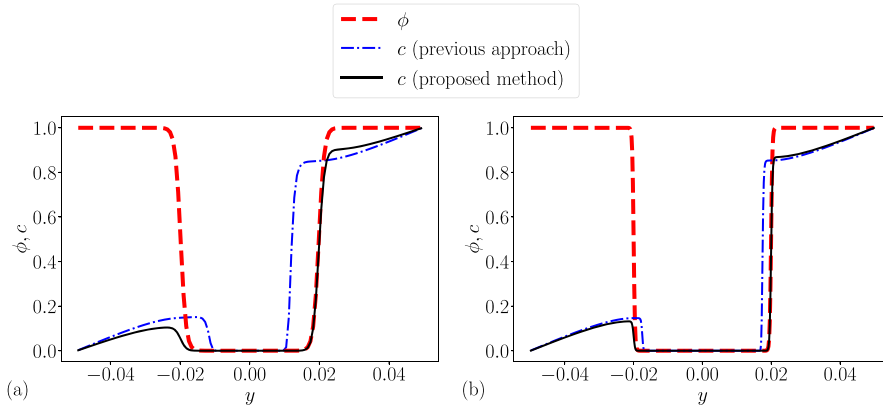 ϕ
c (previous approach)
c (proposed method)
1.0
0.8
0.6
0.4
0.2
0.0
ϕ, c
−0.04 −0.02 0.00 0.02 0.04
y
(a)
1.0
0.8
0.6
0.4
0.2
0.0
ϕ, c
−0.04 −0.02 0.00 0.02 0.04
y
(b)